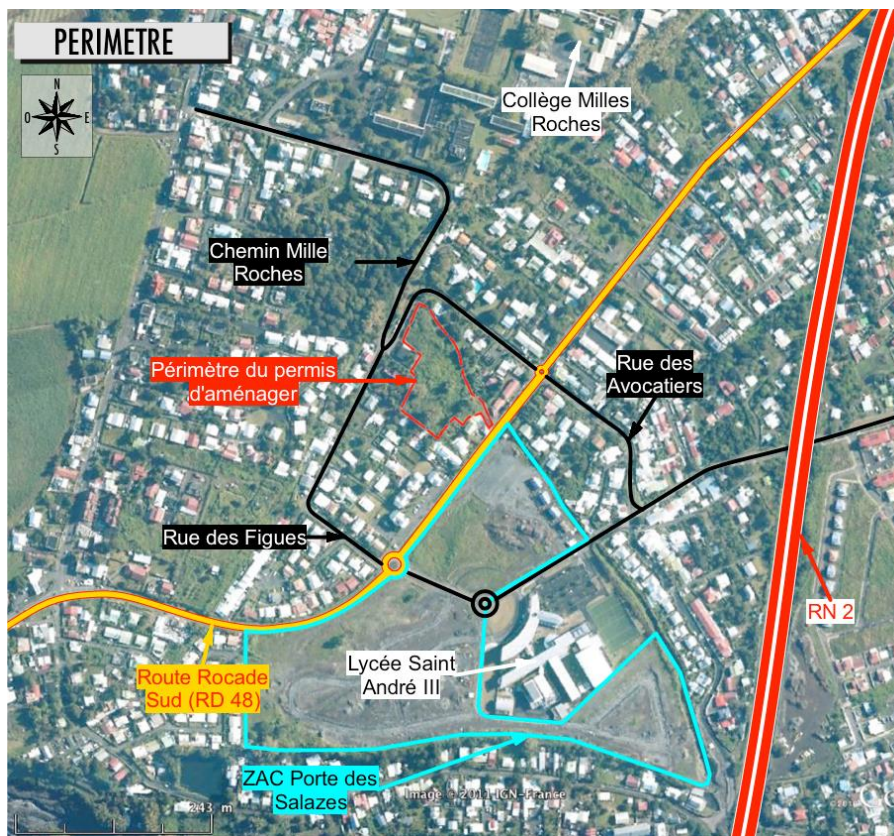 PERIMETRE
N
O E
S
Collège Milles
Roches
Chemin Mille
Roches
Périmètre du permis
d'aménager
Rue des
Avocatiers
Rue des Figues
RN 2
Lycée Saint
André III
Route Rocade
Sud (RD 48)
ZAC Porte des
Salazes
Image © 2011 IGN-France
243 m